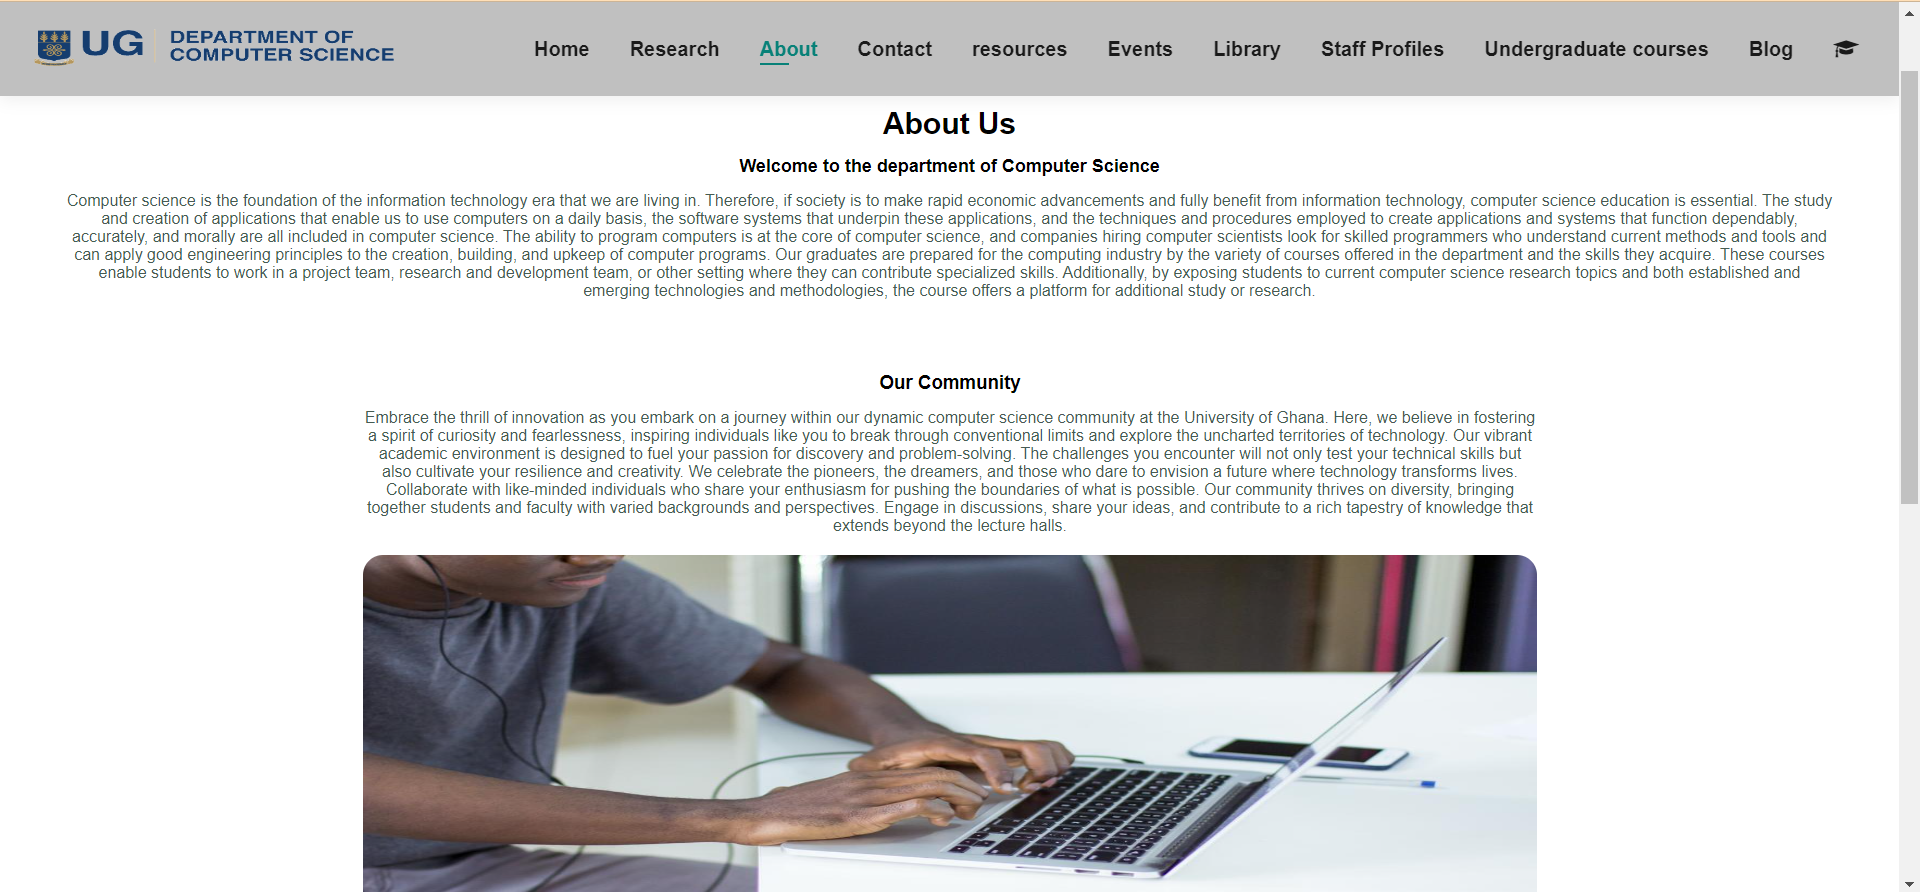 UG DEPARTMENT OF
COMPUTER SCIENCE
Home Research About Contact resources Events Library Staff Profiles Undergraduate courses Blog
About Us
Welcome to the department of Computer Science
Computer science is the foundation of the information technology era that we are living in. Therefore, if society is to make rapid economic advancements and fully benefit from information technology, computer science education is essential. The study
and creation of applications that enable us to use computers on a daily basis, the software systems that underpin these applications, and the techniques and procedures employed to create applications and systems that function dependably,
accurately, and morally are all included in computer science. The ability to program computers is at the core of computer science, and companies hiring computer scientists look for skilled programmers who understand current methods and tools and
can apply good engineering principles to the creation, building, and upkeep of computer programs. Our graduates are prepared for the computing industry by the variety of courses offered in the department and the skills they acquire. These courses
enable students to work in a project team, research and development team, or other setting where they can contribute specialized skills. Additionally, by exposing students to current computer science research topics and both established and
emerging technologies and methodologies, the course offers a platform for additional study or research.
Our Community
Embrace the thrill of innovation as you embark on a journey within our dynamic computer science community at the University of Ghana. Here, we believe in fostering
a spirit of curiosity and fearlessness, inspiring individuals like you to break through conventional limits and explore the uncharted territories of technology. Our vibrant
academic environment is designed to fuel your passion for discovery and problem-solving. The challenges you encounter will not only test your technical skills but
also cultivate your resilience and creativity. We celebrate the pioneers, the dreamers, and those who dare to envision a future where technology transforms lives.
Collaborate with like-minded individuals who share your enthusiasm for pushing the boundaries of what is possible. Our community thrives on diversity, bringing
together students and faculty with varied backgrounds and perspectives. Engage in discussions, share your ideas, and contribute to a rich tapestry of knowledge that
extends beyond the lecture halls.